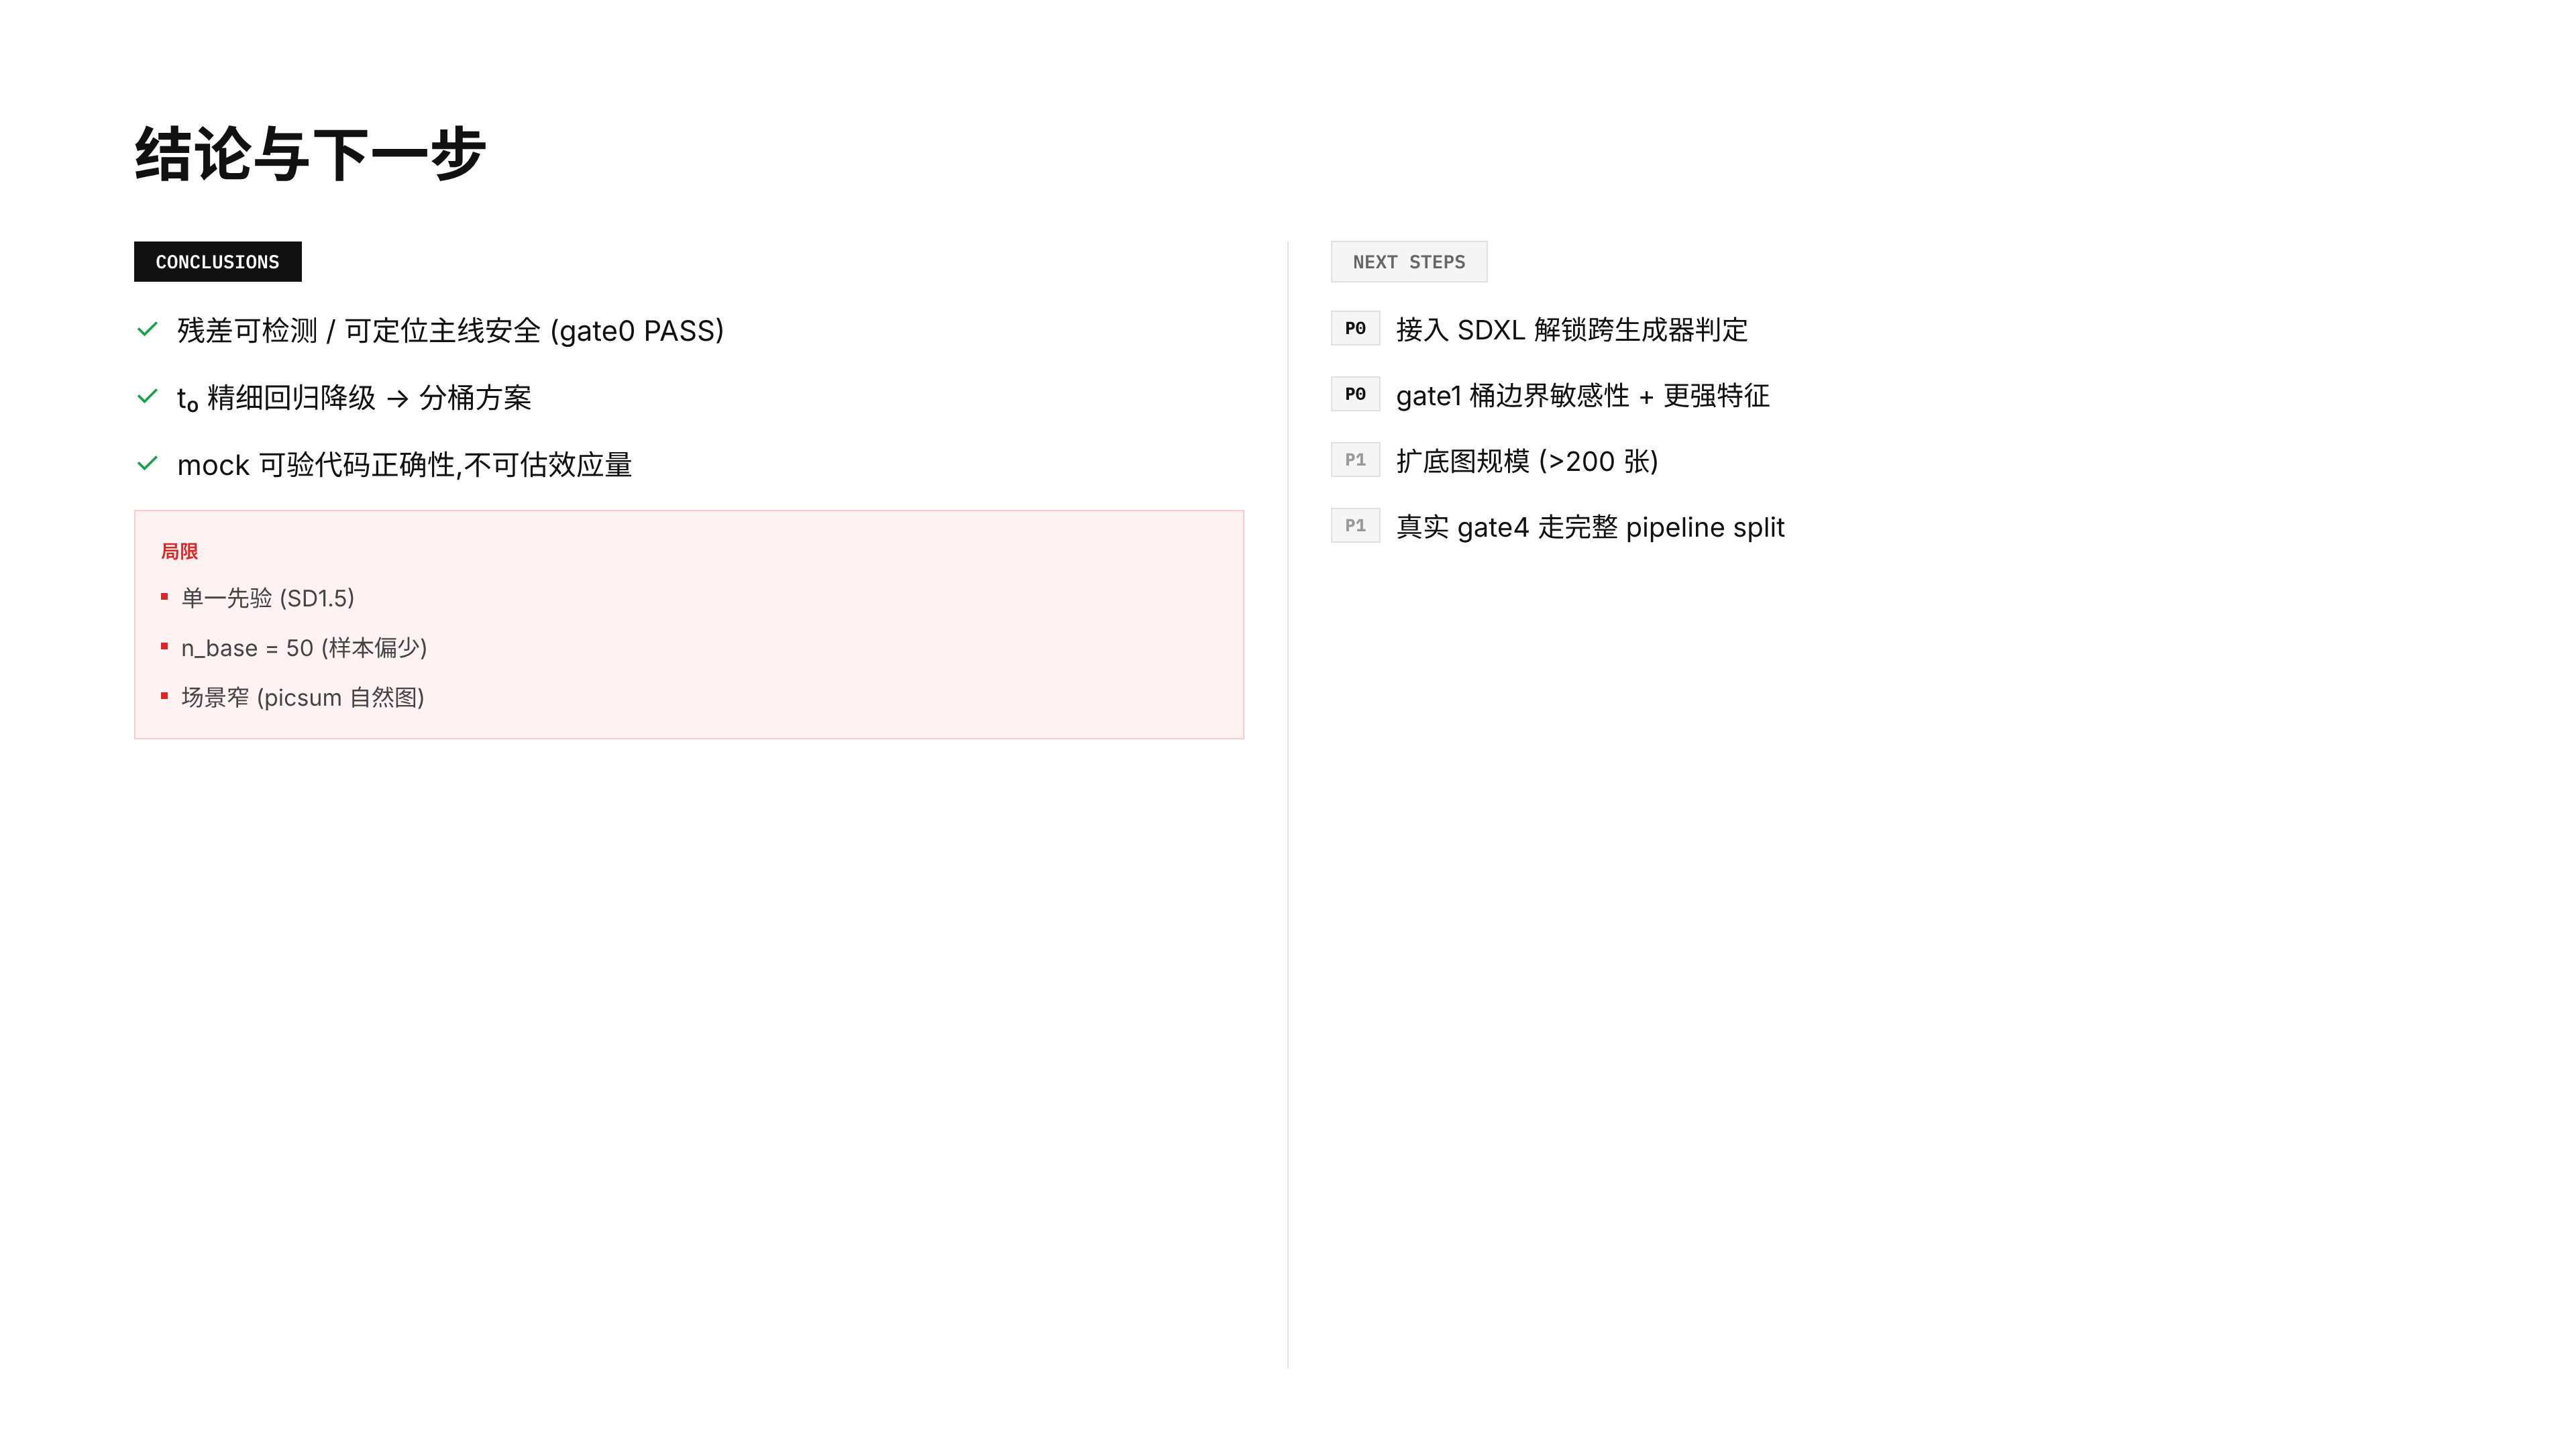 结论与下一步
CONCLUSIONS
残差可检测 / 可定位主线安全 (gate0 PASS)
t₀ 精细回归降级 → 分桶方案
mock 可验代码正确性,不可估效应量
局限
单一先验 (SD1.5)
n_base = 50 (样本偏少)
场景窄 (picsum 自然图)
NEXT STEPS
P0 接入 SDXL 解锁跨生成器判定
P0 gate1 桶边界敏感性 + 更强特征
P1 扩底图规模 (>200 张)
P1 真实 gate4 走完整 pipeline split